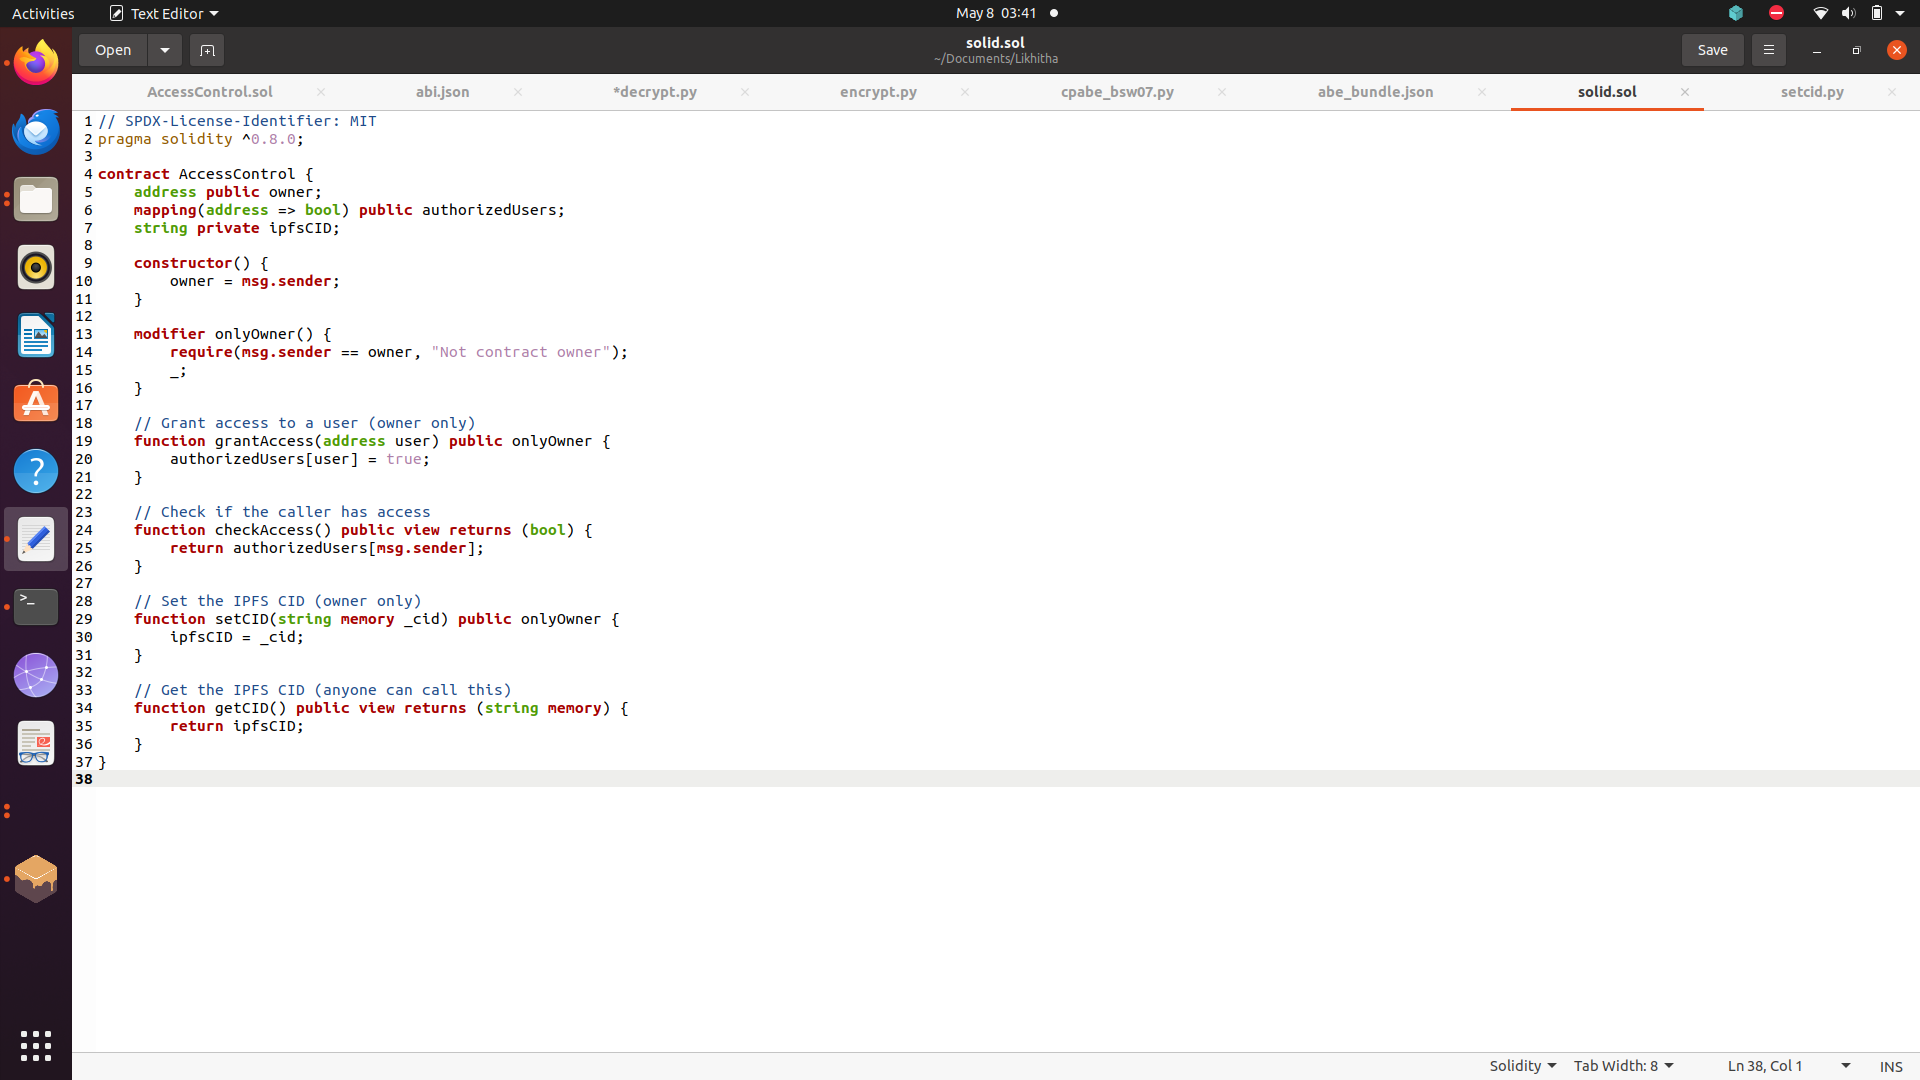 Activities Text Editor May 8 03:41
Open solid.sol Save
~/Documents/Likhitha
AccessControl.sol abi.json *decrypt.py encrypt.py cpabe_bsw07.py abe_bundle.json solid.sol setcid.py
1 // SPDX-License-Identifier: MIT
2 pragma solidity ^0.8.0;
3
4 contract AccessControl {
5     address public owner;
6     mapping(address => bool) public authorizedUsers;
7     string private ipfsCID;
8
9     constructor() {
10         owner = msg.sender;
11     }
12
13     modifier onlyOwner() {
14         require(msg.sender == owner, "Not contract owner");
15         _;
16     }
17
18     // Grant access to a user (owner only)
19     function grantAccess(address user) public onlyOwner {
20         authorizedUsers[user] = true;
21     }
22
23     // Check if the caller has access
24     function checkAccess() public view returns (bool) {
25         return authorizedUsers[msg.sender];
26     }
27
28     // Set the IPFS CID (owner only)
29     function setCID(string memory _cid) public onlyOwner {
30         ipfsCID = _cid;
31     }
32
33     // Get the IPFS CID (anyone can call this)
34     function getCID() public view returns (string memory) {
35         return ipfsCID;
36     }
37 }
38
Solidity Tab Width: 8 Ln 38, Col 1 INS